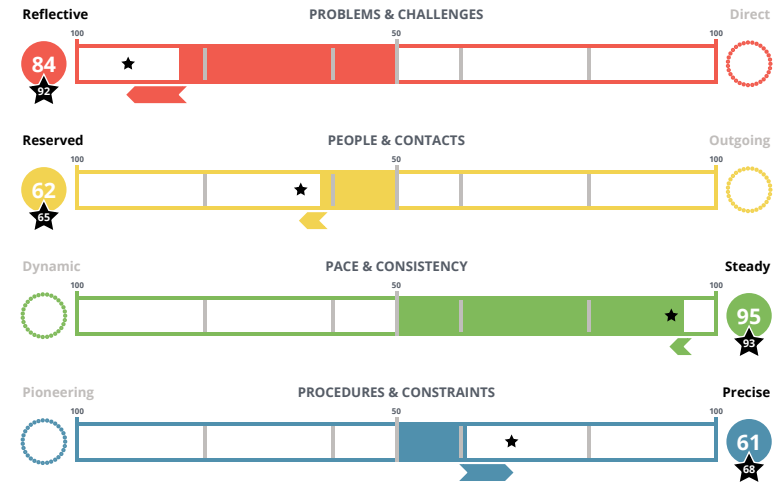 Reflective PROBLEMS & CHALLENGES Direct
100 50 100
84
92
Reserved PEOPLE & CONTACTS Outgoing
100 50 100
62
65
Dynamic PACE & CONSISTENCY Steady
100 50 100
95
93
Pioneering PROCEDURES & CONSTRAINTS Precise
100 50 100
61
68